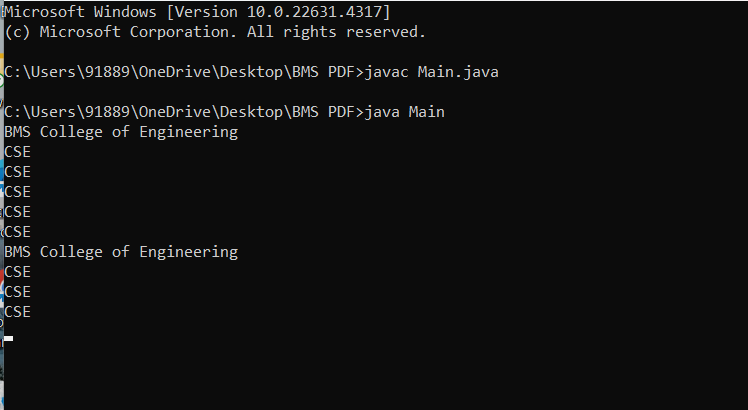 Microsoft Windows [Version 10.0.22631.4317]
(c) Microsoft Corporation. All rights reserved.
C:\Users\91889\OneDrive\Desktop\BMS PDF>javac Main.java
C:\Users\91889\OneDrive\Desktop\BMS PDF>java Main
BMS College of Engineering
CSE
CSE
CSE
CSE
CSE
BMS College of Engineering
CSE
CSE
CSE